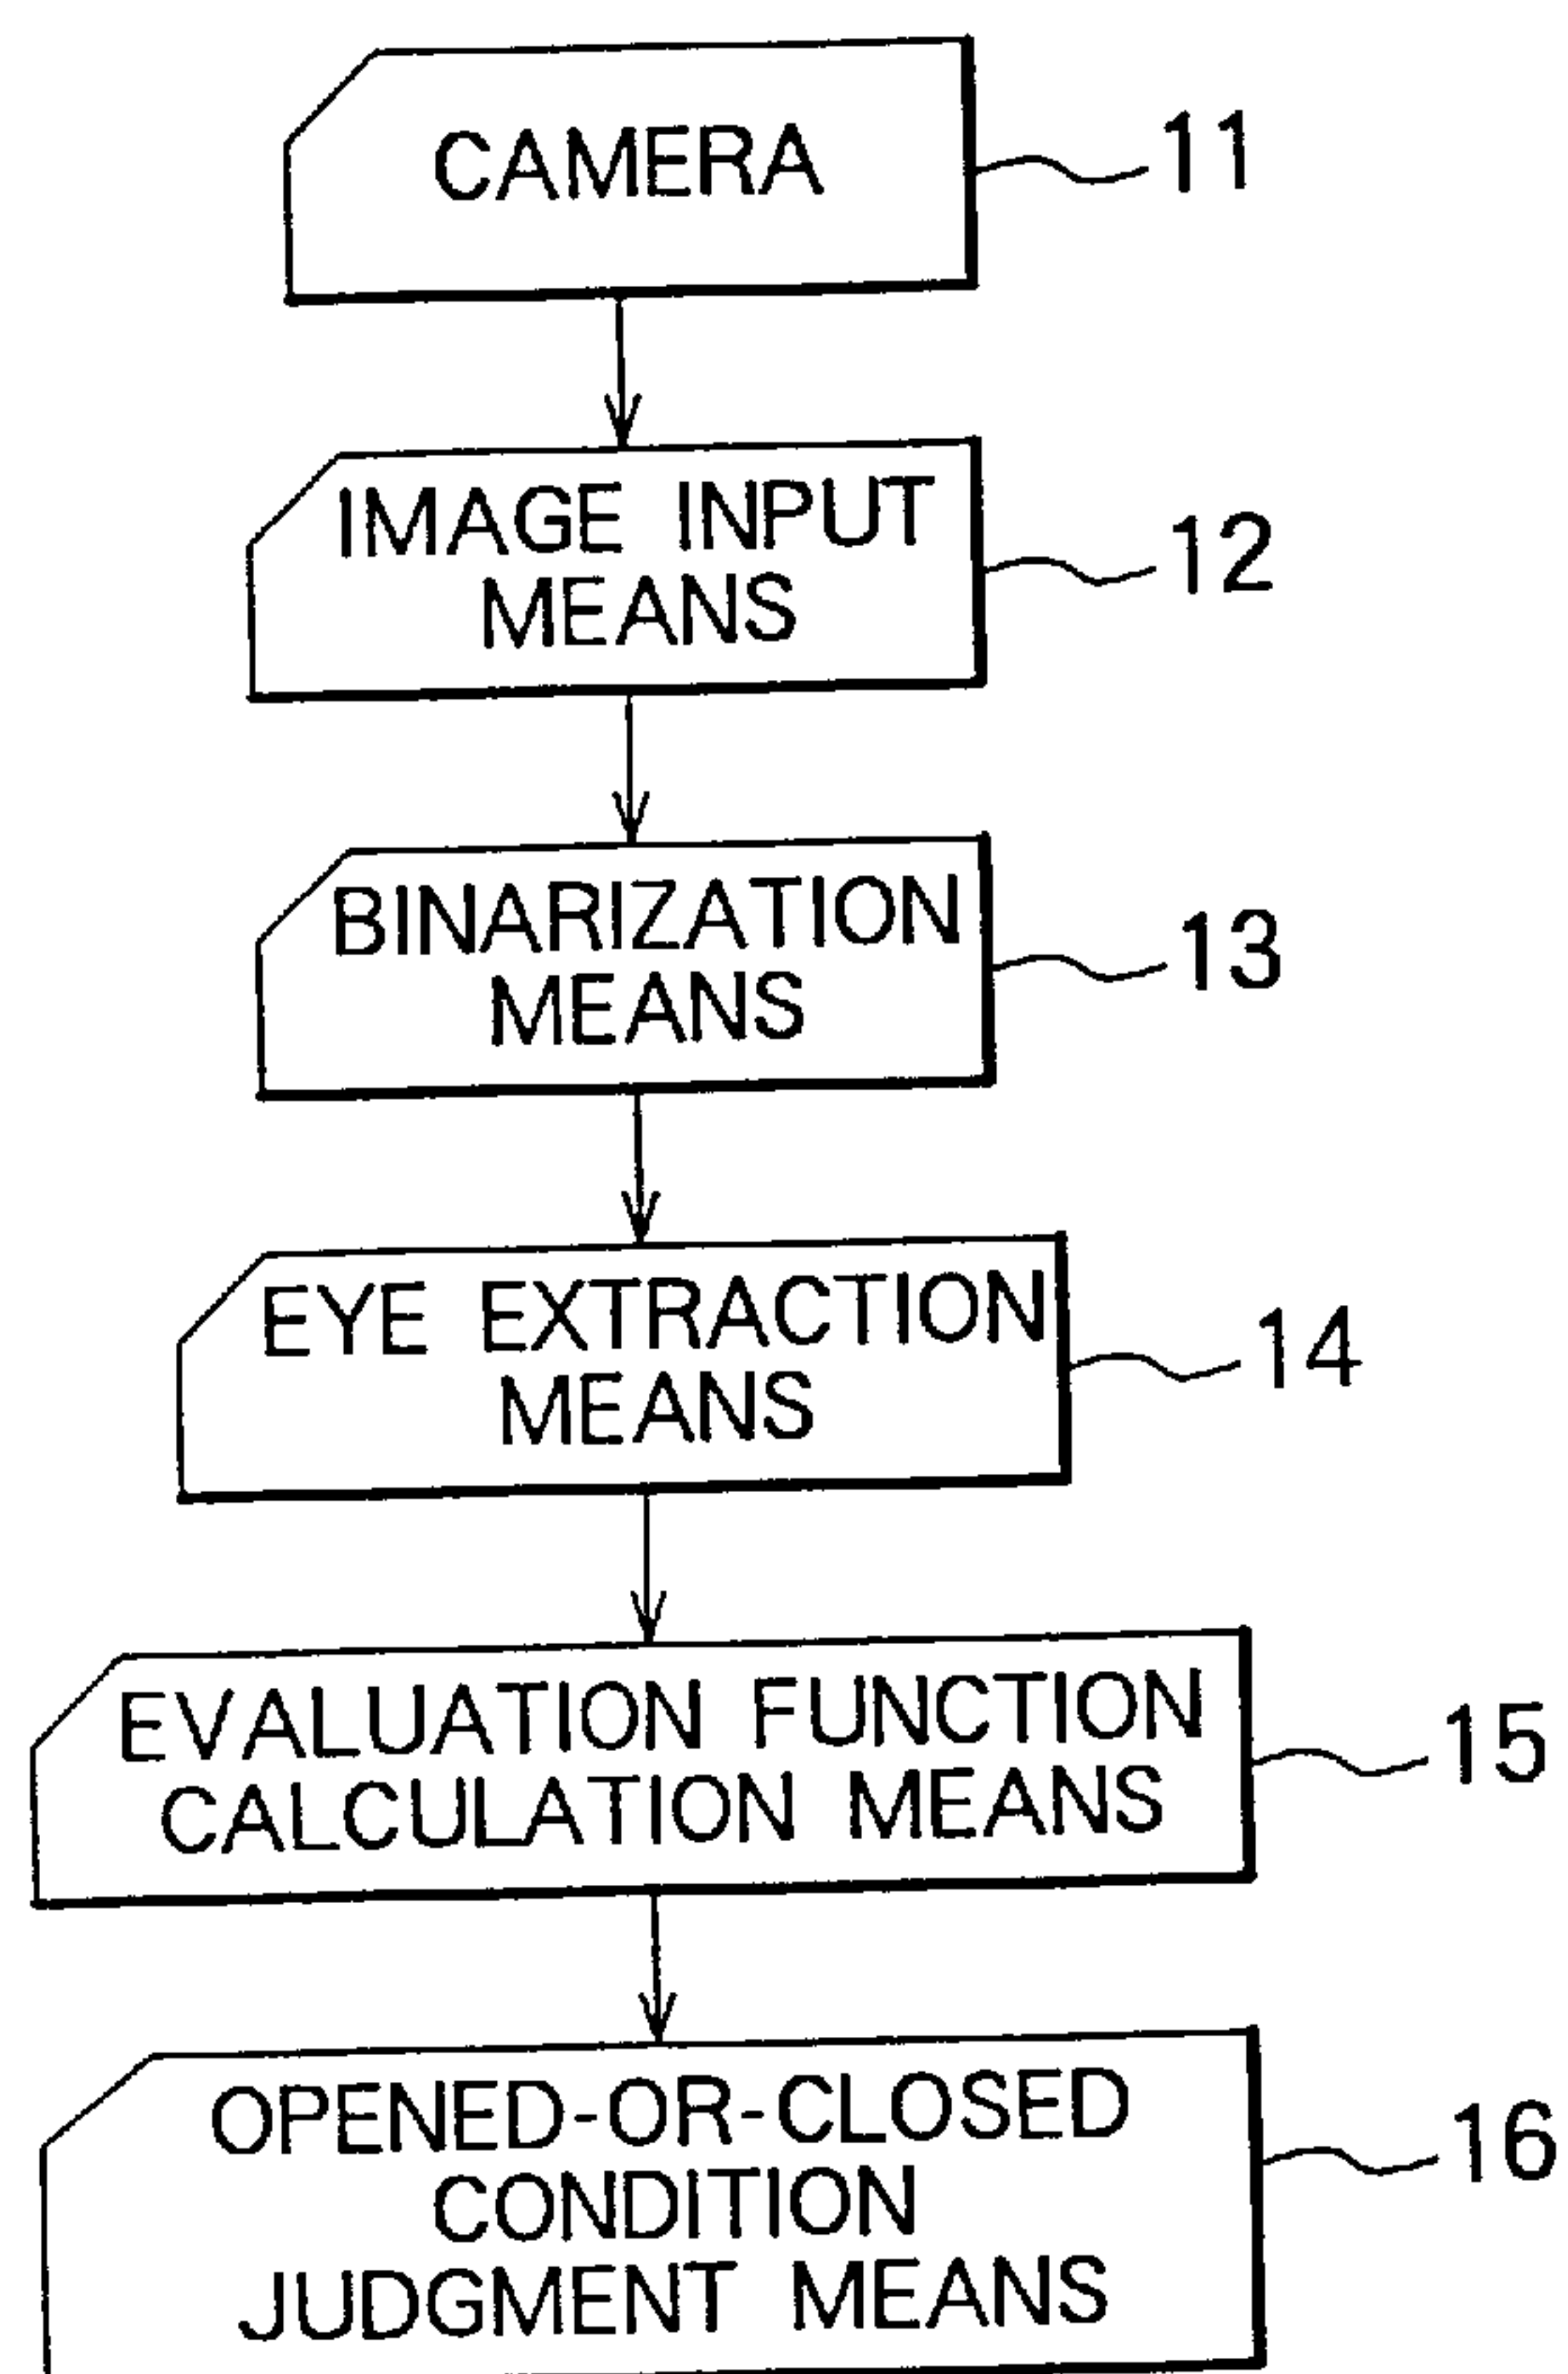 CAMERA
11
IMAGE INPUT
MEANS
12
BINARIZATION
MEANS
13
EYE EXTRACTION
MEANS
14
EVALUATION FUNCTION
CALCULATION MEANS
15
OPENED-OR-CLOSED
CONDITION
JUDGMENT MEANS
16